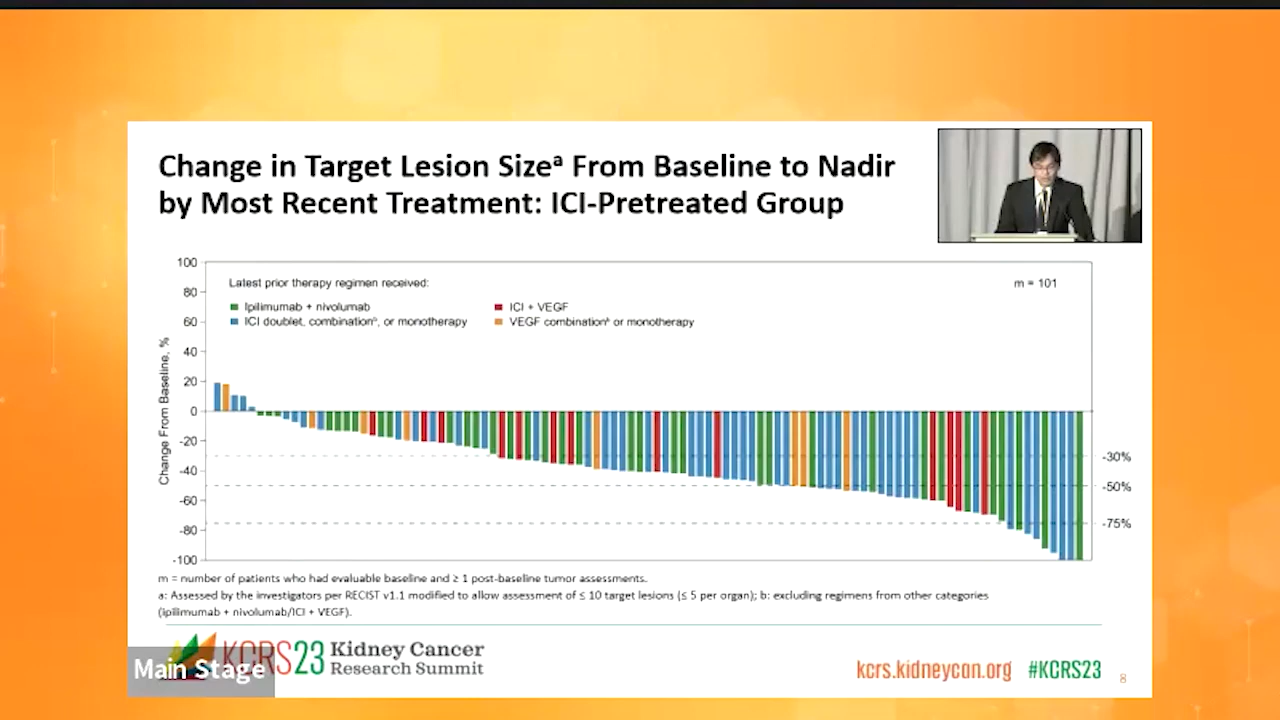 Change in Target Lesion Sizeᵃ From Baseline to Nadir
by Most Recent Treatment: ICI-Pretreated Group
Change From Baseline, %
100
80
60
40
20
0
-20
-40
-60
-80
-100
Latest prior therapy regimen received:
Ipilimumab + nivolumab
ICI doublet, combinationᵇ, or monotherapy
ICI + VEGF
VEGF combinationᵇ or monotherapy
m = 101
-30%
-50%
-75%
m = number of patients who had evaluable baseline and ≥ 1 post-baseline tumor assessments.
a: Assessed by the investigators per RECIST v1.1 modified to allow assessment of ≤ 10 target lesions (≤ 5 per organ); b: excluding regimens from other categories
(ipilimumab + nivolumab/ICI + VEGF).
KCRS23 Kidney Cancer
Research Summit
Main Stage
kcrs.kidneycan.org #KCRS23
8